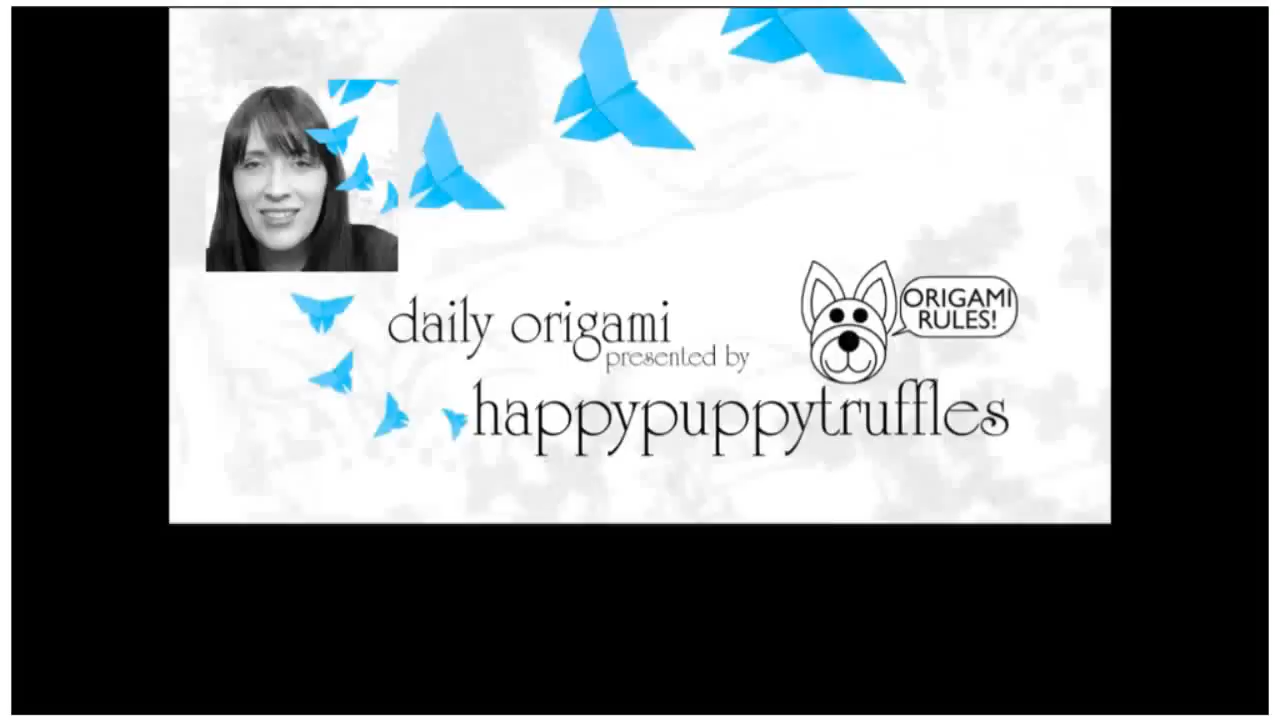 daily origami
presented by
ORIGAMI
RULES!
happypuppytruffles